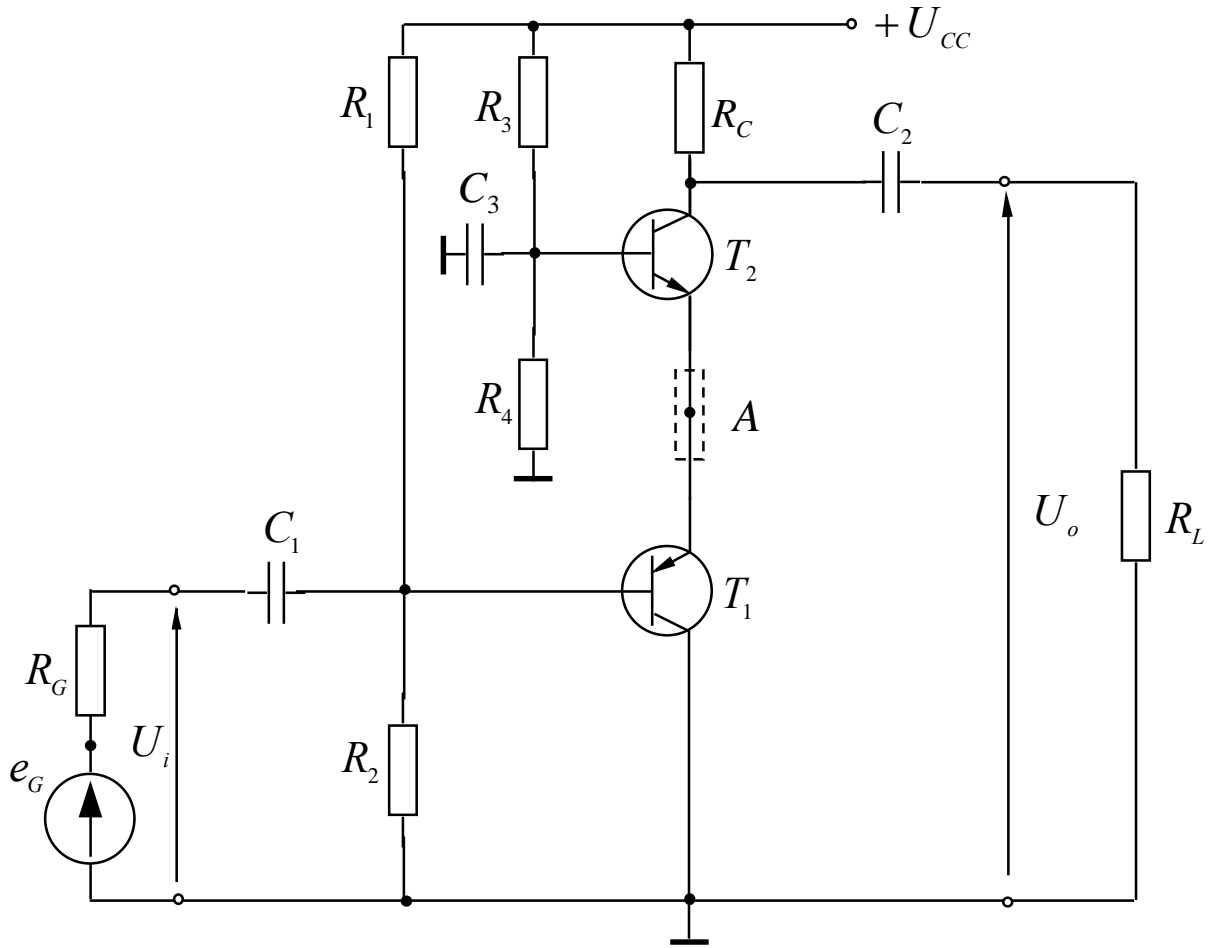 +U_CC
R_1
R_3
R_C
C_2
C_3
T_2
R_4
A
C_1
U_o
R_L
T_1
R_G
U_i
R_2
e_G